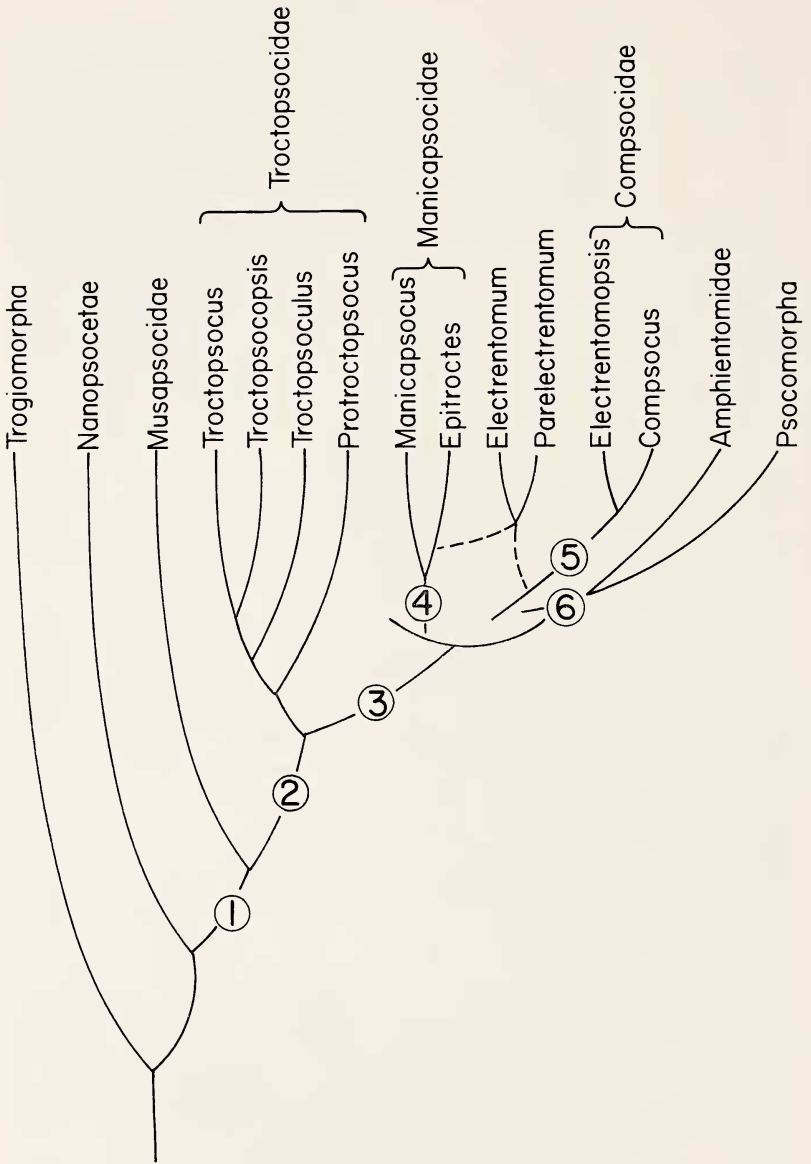 Trogiomorpha
Nanopsocetae
Musapsocidae
Troctopsocus
Troctopsocopsis
Troctopsoculus
Protroctopsocus
Troctopsocidae
Manicapsocus
Epitroctes
Manicapsocidae
Electrentomum
Parelectrentomum
Electrentomopsis
Compsocus
Compsocidae
Amphientomidae
Psocomorpha
1
2
3
4
5
6